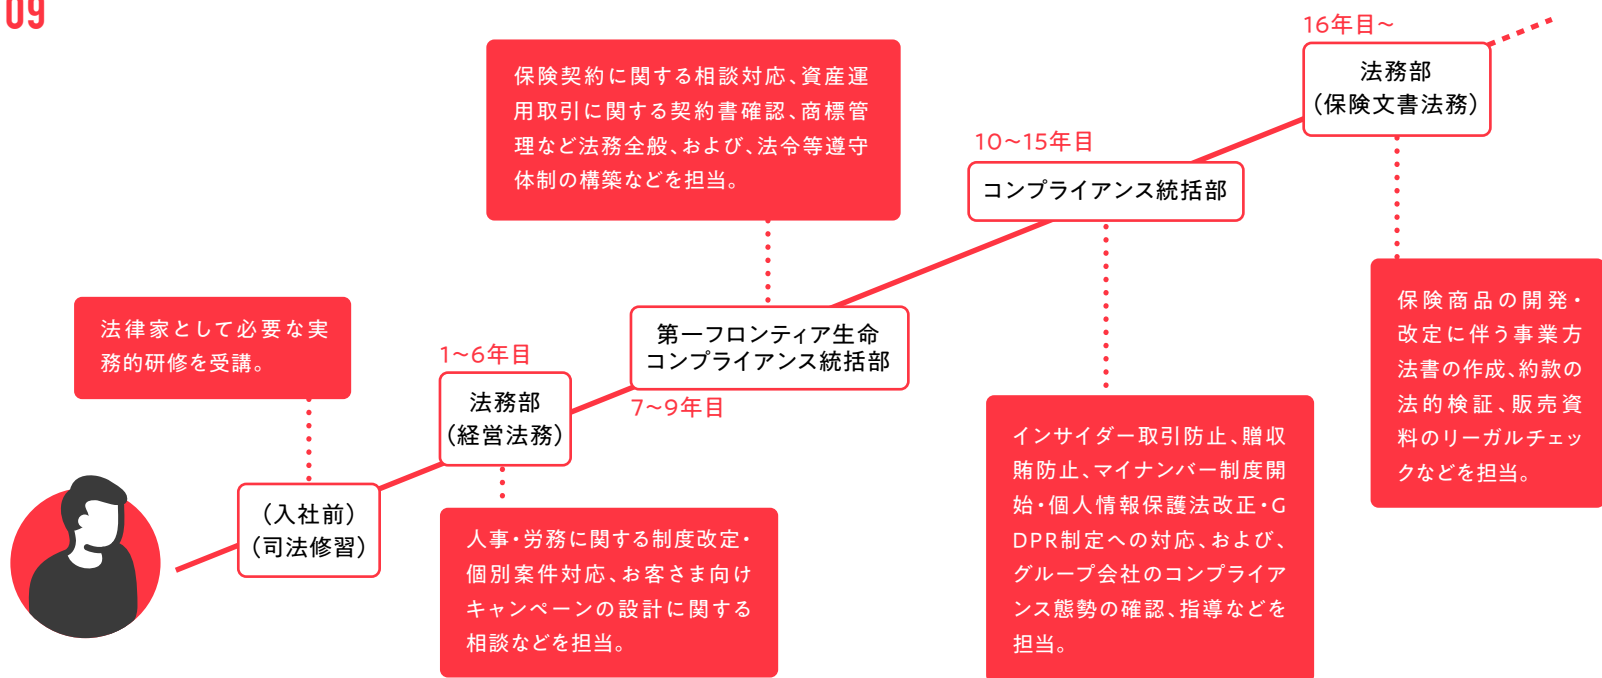 09
法律家として必要な実
務的研修を受講。
(入社前)
(司法修習)
1~6年目
法務部
(経営法務)
人事・労務に関する制度改定・
個別案件対応、お客さま向け
キャンペーンの設計に関する
相談などを担当。
保険契約に関する相談対応、資産運
用取引に関する契約書確認、商標管
理など法務全般、および、法令等遵守
体制の構築などを担当。
第一フロンティア生命
コンプライアンス統括部
7~9年目
10~15年目
コンプライアンス統括部
インサイダー取引防止、贈収
賄防止、マイナンバー制度開
始・個人情報保護法改正・G
DPR制定への対応、および、
グループ会社のコンプライア
ンス態勢の確認、指導などを
担当。
16年目~
法務部
(保険文書法務)
保険商品の開発・
改定に伴う事業方
法書の作成、約款の
法的検証、販売資
料のリーガルチェッ
クなどを担当。